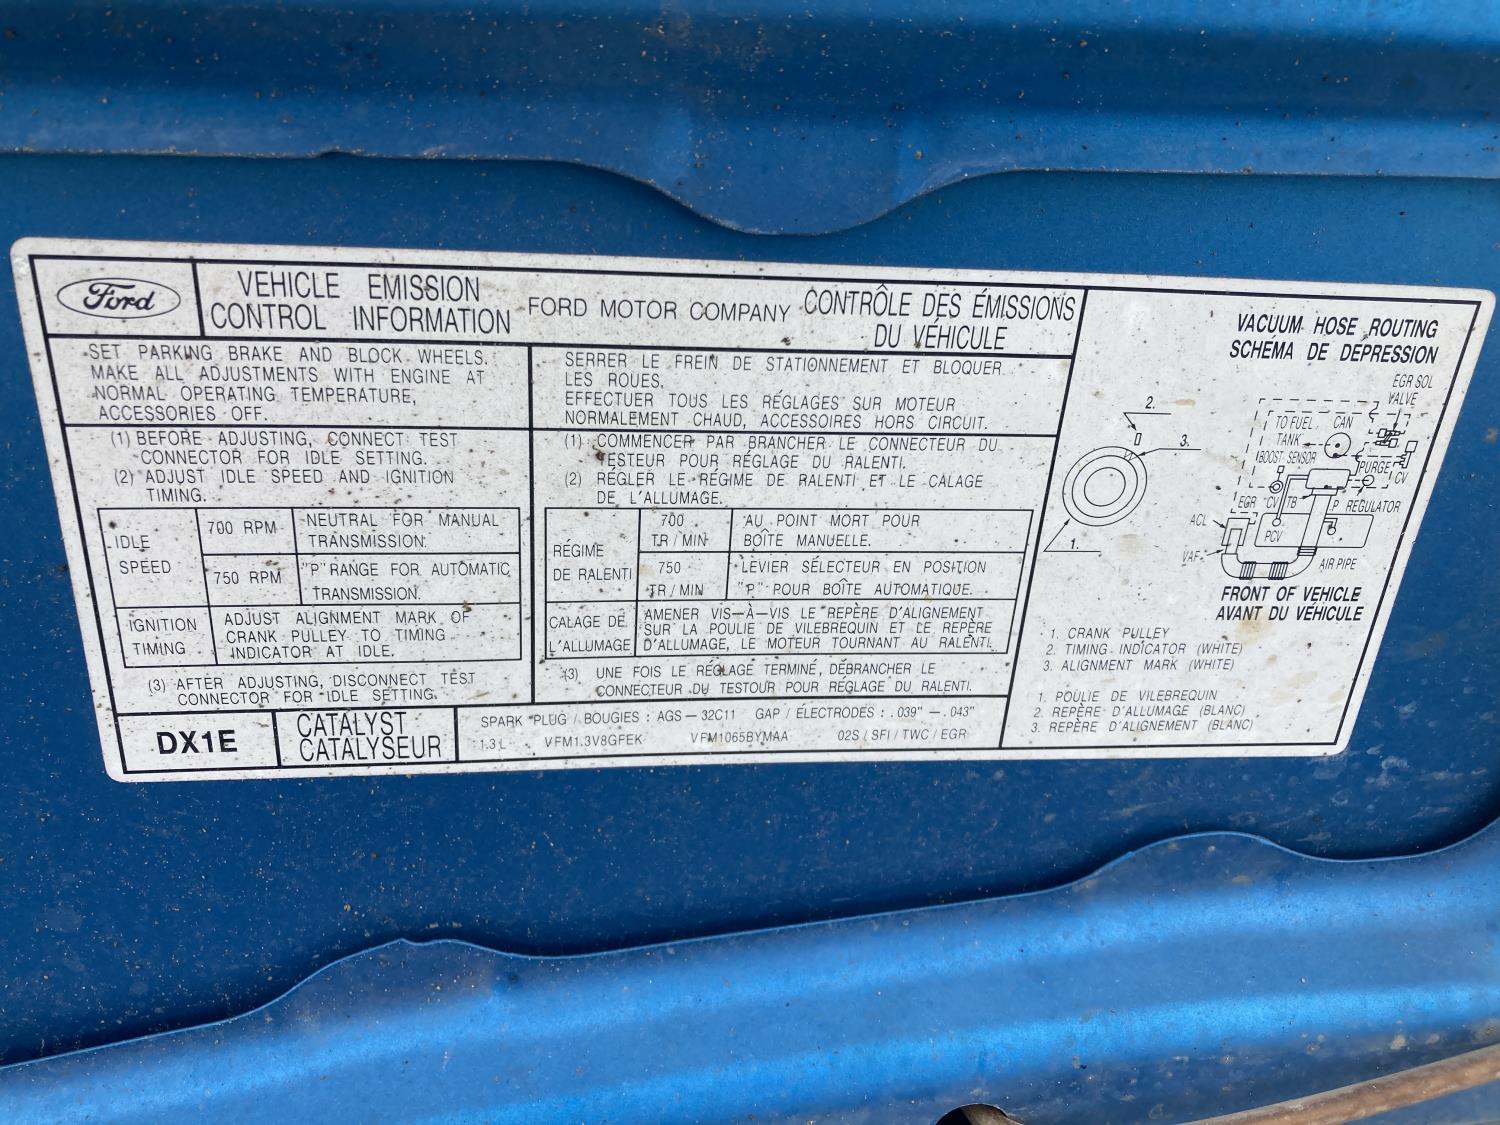 Ford
VEHICLE EMISSION
CONTROL INFORMATION
FORD MOTOR COMPANY
CONTRÔLE DES ÉMISSIONS
DU VÉHICULE
SET PARKING BRAKE AND BLOCK WHEELS.
MAKE ALL ADJUSTMENTS WITH ENGINE AT
NORMAL OPERATING TEMPERATURE,
ACCESSORIES OFF.
(1) BEFORE ADJUSTING, CONNECT TEST
CONNECTOR FOR IDLE SETTING.
(2) ADJUST IDLE SPEED AND IGNITION
TIMING.
IDLE
SPEED
700 RPM
NEUTRAL FOR MANUAL
TRANSMISSION.
750 RPM
"P" RANGE FOR AUTOMATIC
TRANSMISSION.
IGNITION
TIMING
ADJUST ALIGNMENT MARK OF
CRANK PULLEY TO TIMING
INDICATOR AT IDLE.
(3) AFTER ADJUSTING, DISCONNECT TEST
CONNECTOR FOR IDLE SETTING.
SERRER LE FREIN DE STATIONNEMENT ET BLOQUER
LES ROUES.
EFFECTUER TOUS LES RÉGLAGES SUR MOTEUR
NORMALEMENT CHAUD, ACCESSOIRES HORS CIRCUIT.
(1) COMMENCER PAR BRANCHER LE CONNECTEUR DU
TESTEUR POUR RÉGLAGE DU RALENTI.
(2) RÉGLER LE RÉGIME DE RALENTI ET LE CALAGE
DE L'ALLUMAGE.
RÉGIME
DE RALENTI
700
TR / MIN
AU POINT MORT POUR
BOÎTE MANUELLE.
750
TR / MIN
LEVIER SÉLECTEUR EN POSITION
"P" POUR BOÎTE AUTOMATIQUE.
CALAGE DE
L'ALLUMAGE
AMENER VIS—À—VIS LE REPÈRE D'ALIGNEMENT
SUR LA POULIE DE VILEBREQUIN ET LE REPÈRE
D'ALLUMAGE, LE MOTEUR TOURNANT AU RALENTI.
(3) UNE FOIS LE RÉGLAGE TERMINÉ, DÉBRANCHER LE
CONNECTEUR DU TESTOUR POUR RÉGLAGE DU RALENTI.
DX1E
CATALYST
CATALYSEUR
SPARK PLUG / BOUGIES : AGS — 32C11 GAP / ÉLECTRODES : .039" — .043"
1.3 L VFM1.3V8GFEK VFM1065BYMAA 02S / SFI / TWC / EGR
VACUUM HOSE ROUTING
SCHÉMA DE DÉPRESSION
2.
3.
1.
EGR SOL
VALVE
TO FUEL
TANK
CAN
BOOST SENSOR
PURGE
CV
EGR
CV
TB
P REGULATOR
ACL
PCV
VAF
AIR PIPE
FRONT OF VEHICLE
AVANT DU VÉHICULE
1. CRANK PULLEY
2. TIMING INDICATOR (WHITE)
3. ALIGNMENT MARK (WHITE)
1. POULIE DE VILEBREQUIN
2. REPÈRE D'ALLUMAGE (BLANC)
3. REPÈRE D'ALIGNEMENT (BLANC)